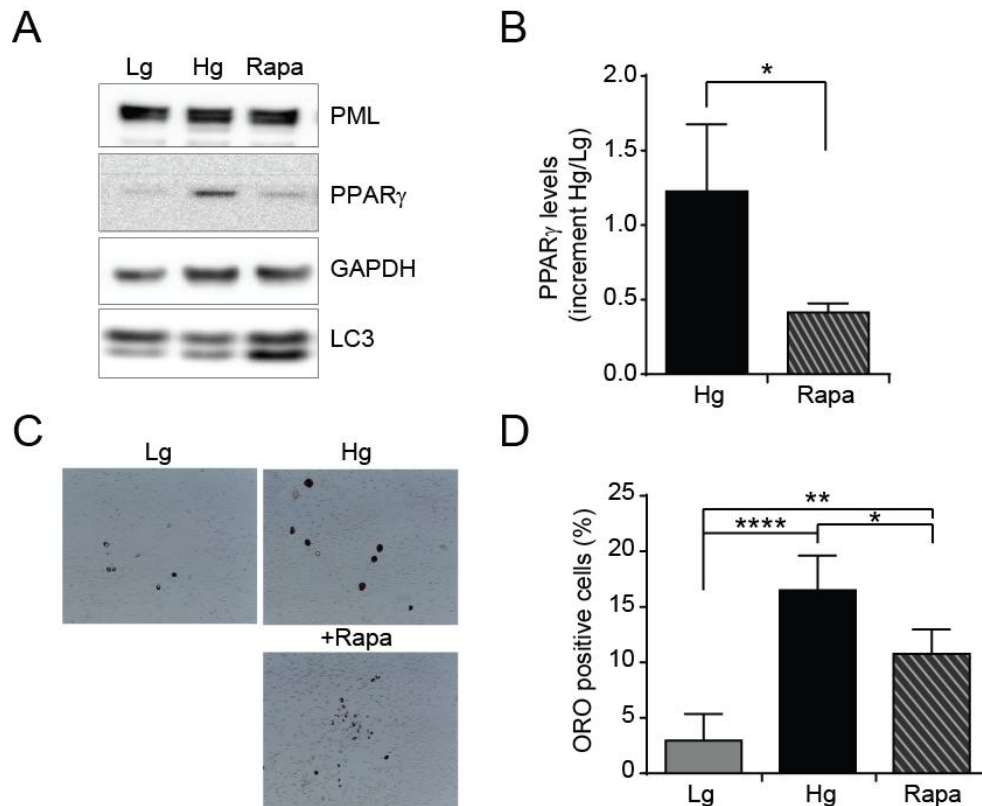 A
Lg Hg Rapa
PML
PPARγ
GAPDH
LC3
B
PPARγ levels
(increment Hg/Lg)
2.0
1.5
1.0
0.5
0.0
*
Hg Rapa
C
Lg Hg
+Rapa
D
ORO positive cells (%)
25
20
15
10
5
0
**
**** *
Lg Hg Rapa